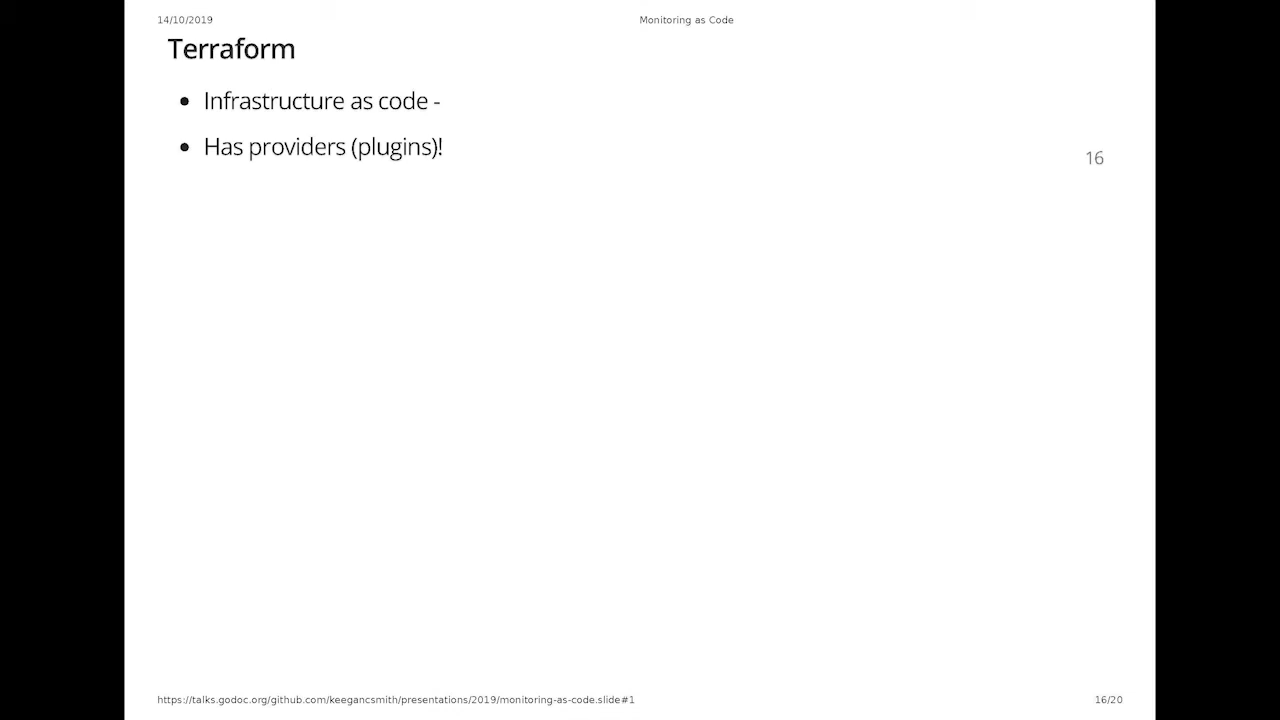 14/10/2019 Monitoring as Code
Terraform
• Infrastructure as code -
• Has providers (plugins)!
16
https://talks.godoc.org/github.com/keegancsmith/presentations/2019/monitoring-as-code.slide#1 16/20